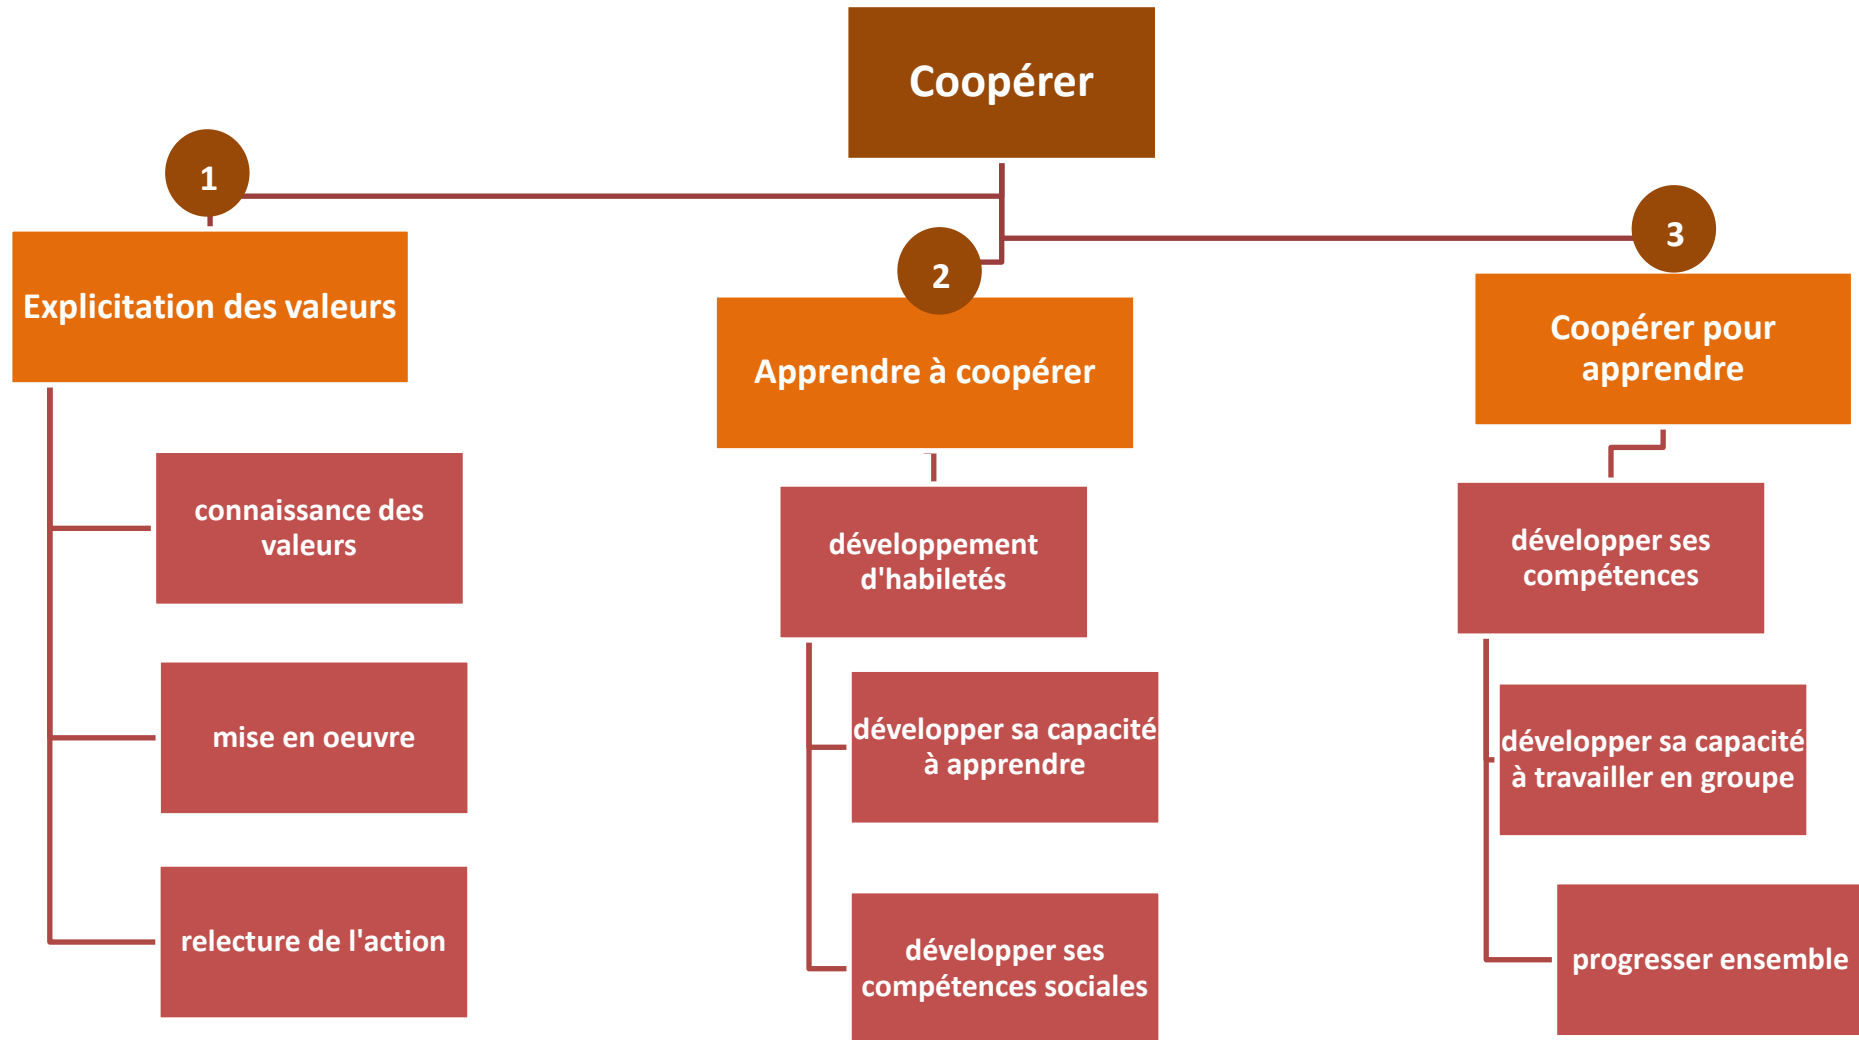 Coopérer
1
Explicitation des valeurs
connaissance des
valeurs
mise en oeuvre
relecture de l'action
2
Apprendre à coopérer
développement
d'habiletés
développer sa capacité
à apprendre
développer ses
compétences sociales
3
Coopérer pour
apprendre
développer ses
compétences
développer sa capacité
à travailler en groupe
progresser ensemble